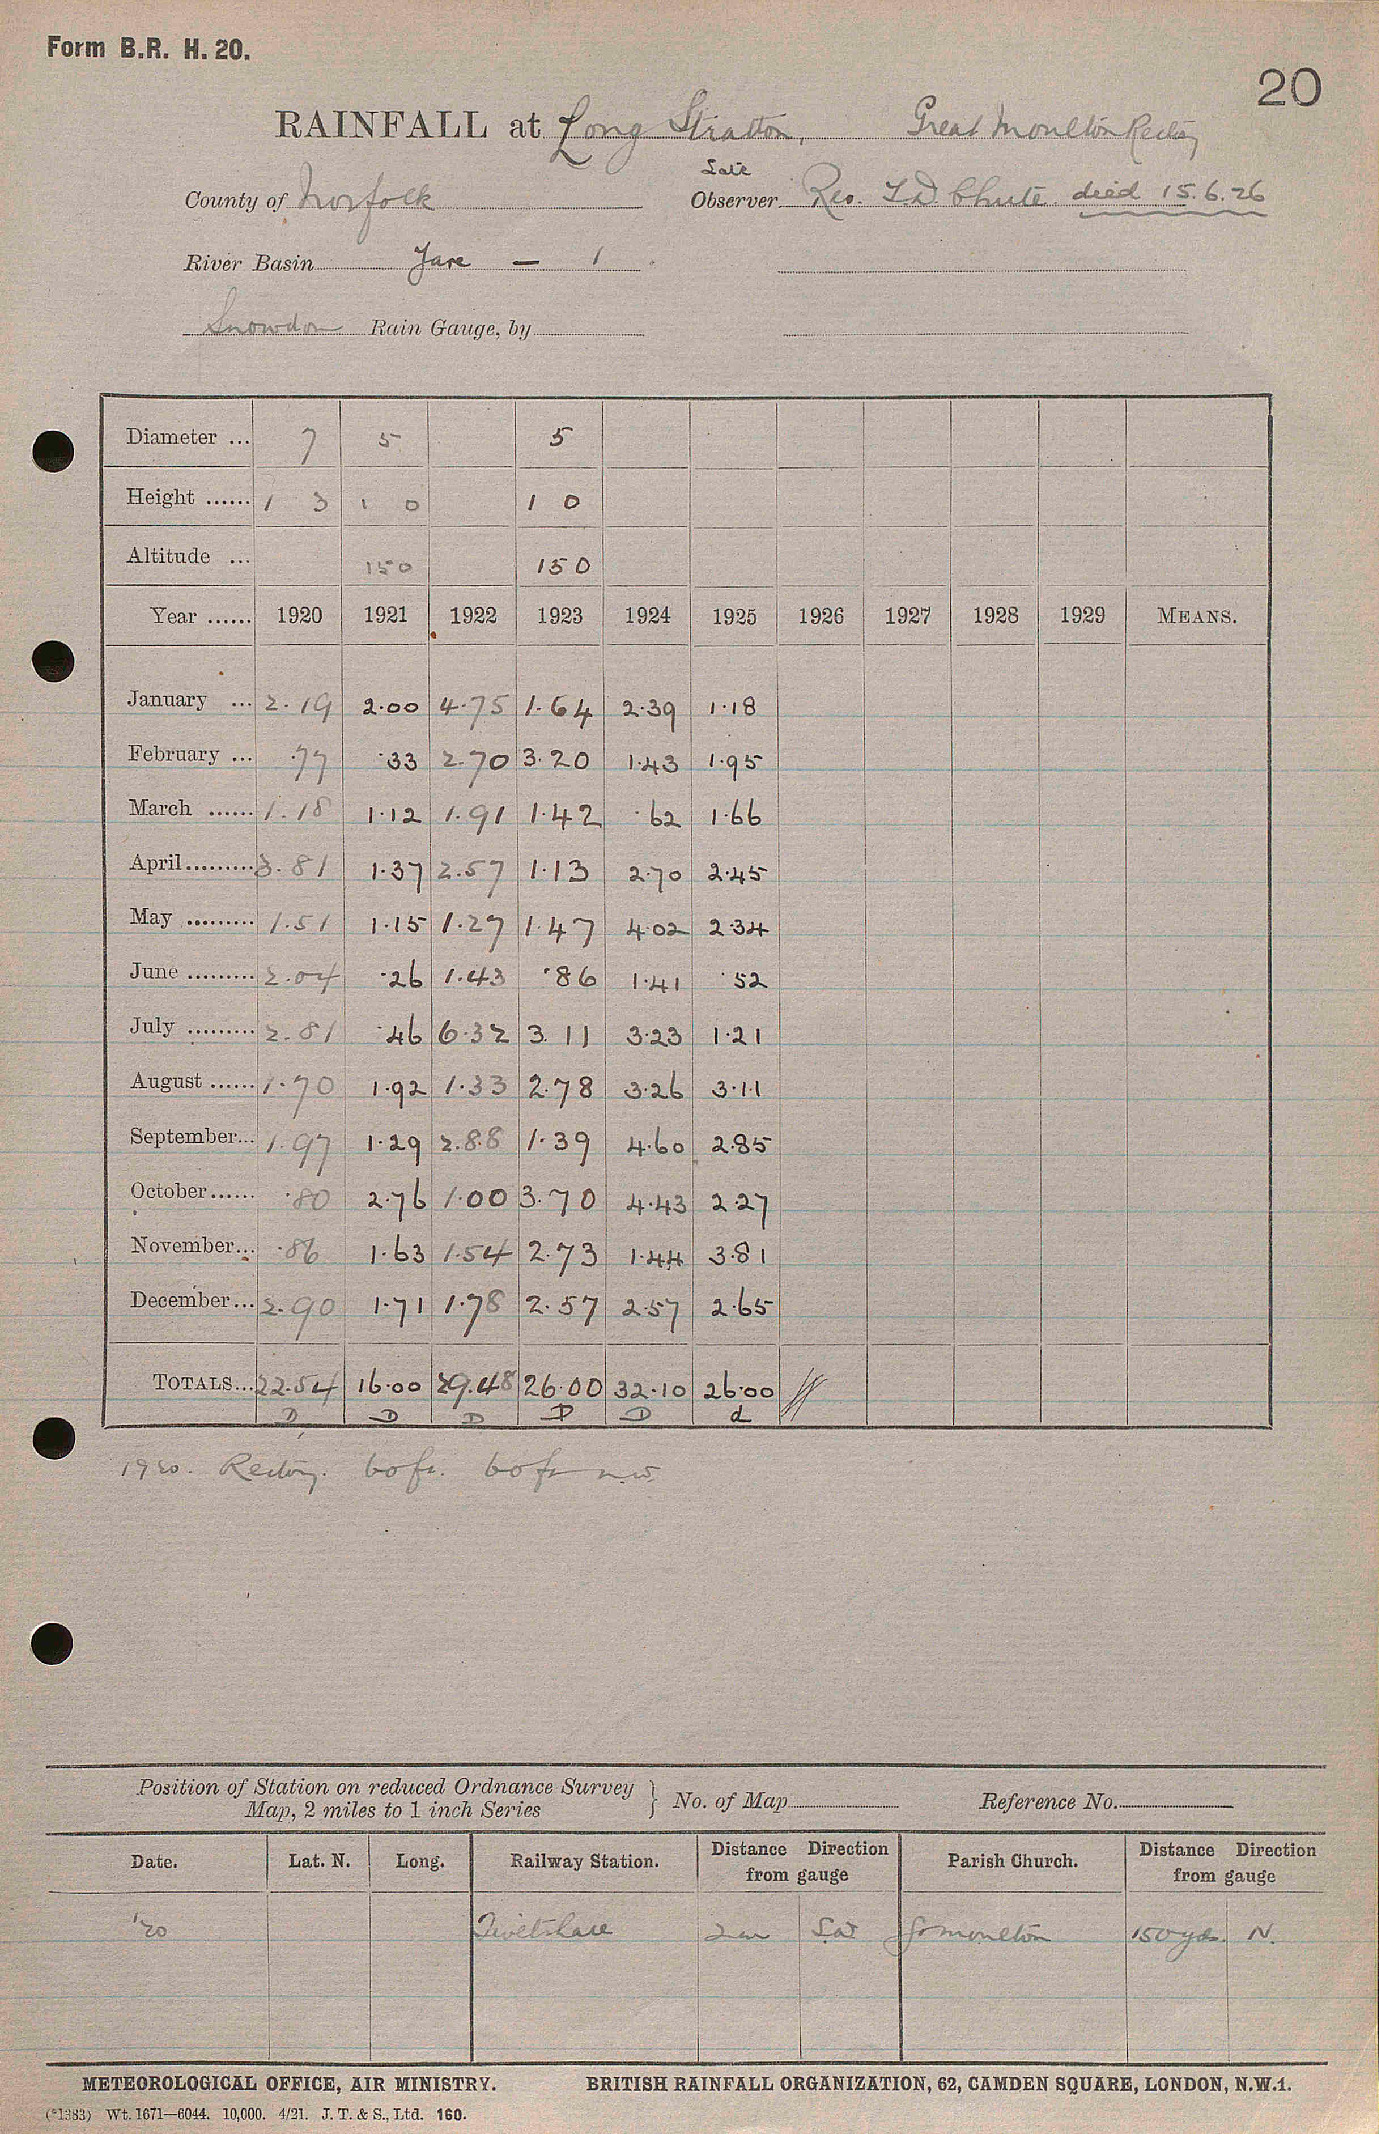 Form B.R. H. 20.
20
RAINFALL at Long Stratton, Great Moulton Rectory
County of Norfolk
Late
Observer Rev. T.D. Chute died 15.6.26
River Basin Yare — 1
Snowdon Rain Gauge, by
Diameter ... 7 5 5
Height ...... 1 3 1 0 1 0
Altitude ... 150 150
Year ...... 1920 1921 1922 1923 1924 1925 1926 1927 1928 1929 MEANS.
January ... 2.19 2.00 4.75 1.64 2.39 1.18
February ... .77 .33 2.70 3.20 1.43 1.95
March ...... 1.18 1.12 1.91 1.42 .62 1.66
April ......... 3.81 1.37 2.57 1.13 2.70 2.45
May ......... 1.51 1.15 1.27 1.47 4.02 2.34
June ......... 2.04 .26 1.43 .86 1.41 .52
July ......... 2.81 .46 6.32 3.11 3.23 1.21
August ...... 1.70 1.92 1.33 2.78 3.26 3.11
September... 1.97 1.29 2.88 1.39 4.60 2.85
October...... .80 2.76 1.00 3.70 4.43 2.27
November... .86 1.63 1.54 2.73 1.44 3.81
December... 2.90 1.71 1.78 2.57 2.57 2.65
TOTALS... 22.54 16.00 29.48 26.00 32.10 26.00
D D D D D d
1920. Rectory. 60ft. 60ft N.W.
Position of Station on reduced Ordnance Survey
Map, 2 miles to 1 inch Series } No. of Map Reference No.
Date. Lat. N. Long. Railway Station. Distance Direction from gauge Parish Church. Distance Direction from gauge
'20 Tivetshall 2m Gt Moulton 150 yds. N.
METEOROLOGICAL OFFICE, AIR MINISTRY. BRITISH RAINFALL ORGANIZATION, 62, CAMDEN SQUARE, LONDON, N.W.1.
(*1383) Wt. 1671—6044. 10,000. 4/21. J. T. & S., Ltd. 160.